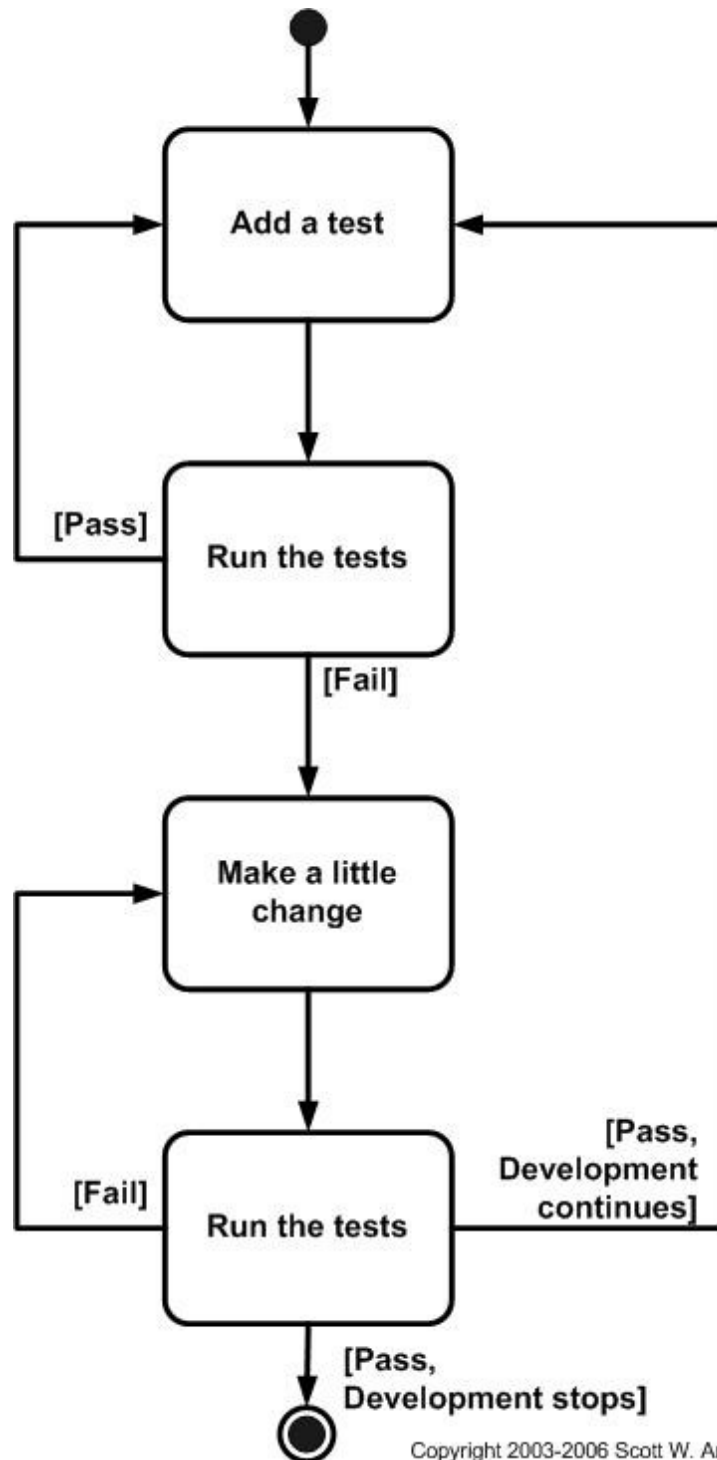 Add a test
[Pass]
Run the tests
[Fail]
Make a little
change
[Pass,
Development
continues]
[Fail]
Run the tests
[Pass,
Development stops]
Copyright 2003-2006 Scott W.